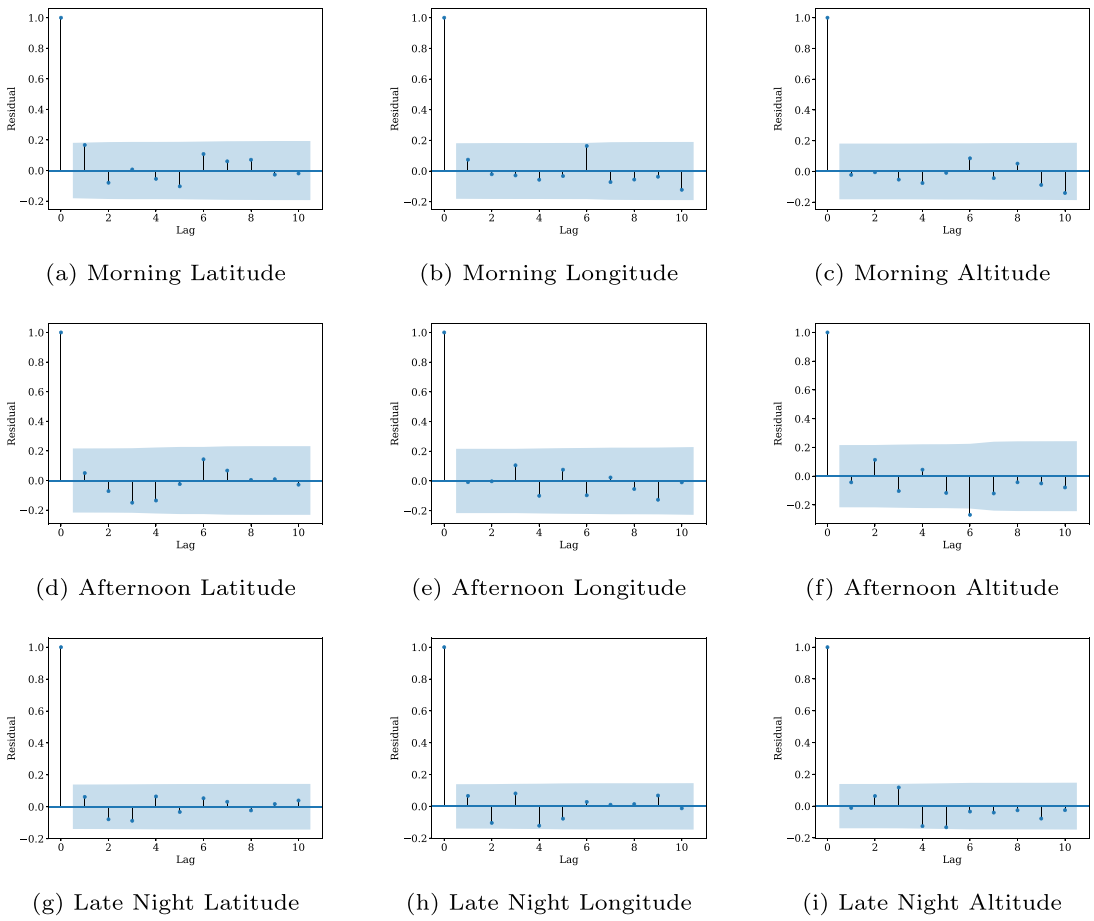 1.0
0.8
0.6
0.4
0.2
0.0
−0.2
Residual
0 2 4 6 8 10
Lag
(a) Morning Latitude
1.0
0.8
0.6
0.4
0.2
0.0
−0.2
Residual
0 2 4 6 8 10
Lag
(b) Morning Longitude
1.0
0.8
0.6
0.4
0.2
0.0
−0.2
Residual
0 2 4 6 8 10
Lag
(c) Morning Altitude
1.0
0.8
0.6
0.4
0.2
0.0
−0.2
Residual
0 2 4 6 8 10
Lag
(d) Afternoon Latitude
1.0
0.8
0.6
0.4
0.2
0.0
−0.2
Residual
0 2 4 6 8 10
Lag
(e) Afternoon Longitude
1.0
0.8
0.6
0.4
0.2
0.0
−0.2
Residual
0 2 4 6 8 10
Lag
(f) Afternoon Altitude
1.0
0.8
0.6
0.4
0.2
0.0
−0.2
Residual
0 2 4 6 8 10
Lag
(g) Late Night Latitude
1.0
0.8
0.6
0.4
0.2
0.0
−0.2
Residual
0 2 4 6 8 10
Lag
(h) Late Night Longitude
1.0
0.8
0.6
0.4
0.2
0.0
−0.2
Residual
0 2 4 6 8 10
Lag
(i) Late Night Altitude